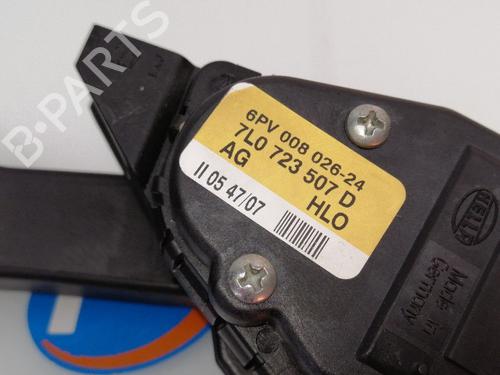 B-PARTS
6PV 008 026-24
7L0 723 507 D
AG HLO
II 05 47/07
HELLA
Made in
Germany